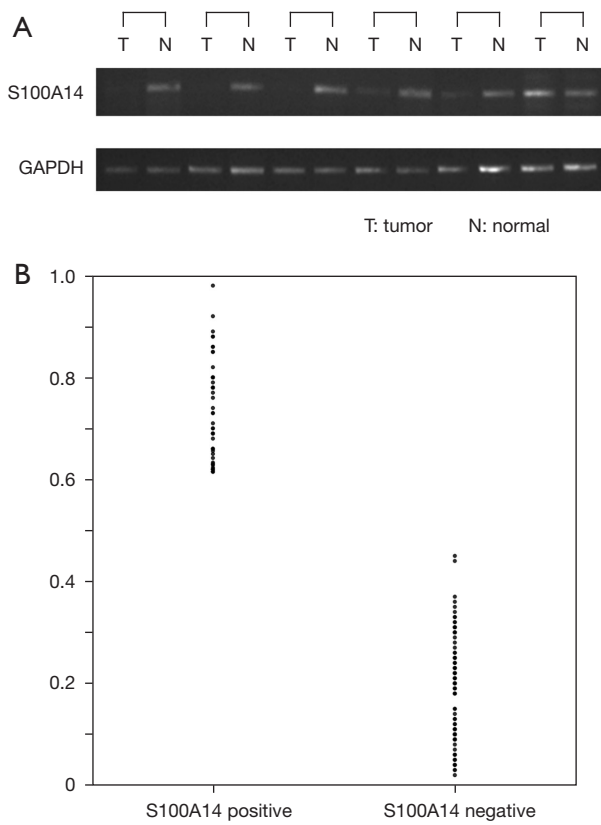 A
T N T N T N T N T N T N
S100A14
GAPDH
T: tumor N: normal
B
1.0
0.8
0.6
0.4
0.2
0
S100A14 positive S100A14 negative